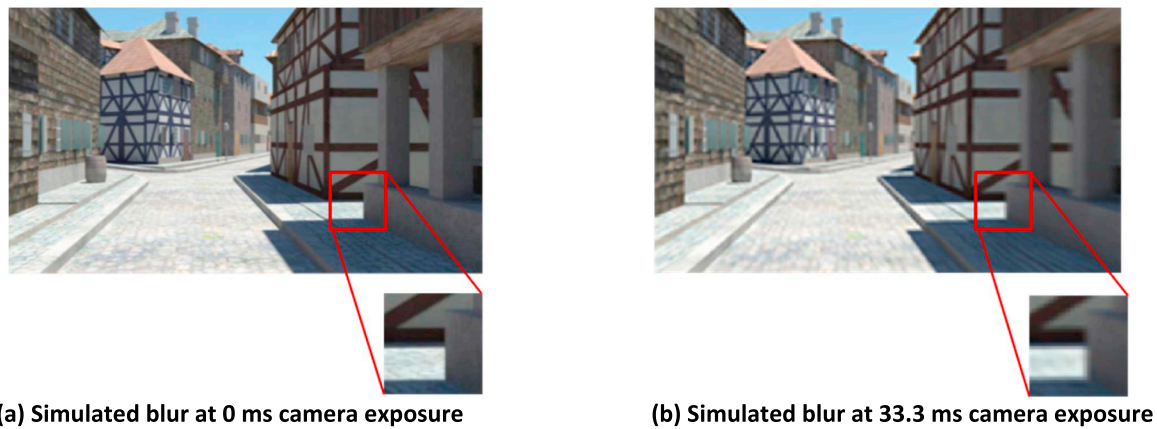 (a) Simulated blur at 0 ms camera exposure
(b) Simulated blur at 33.3 ms camera exposure